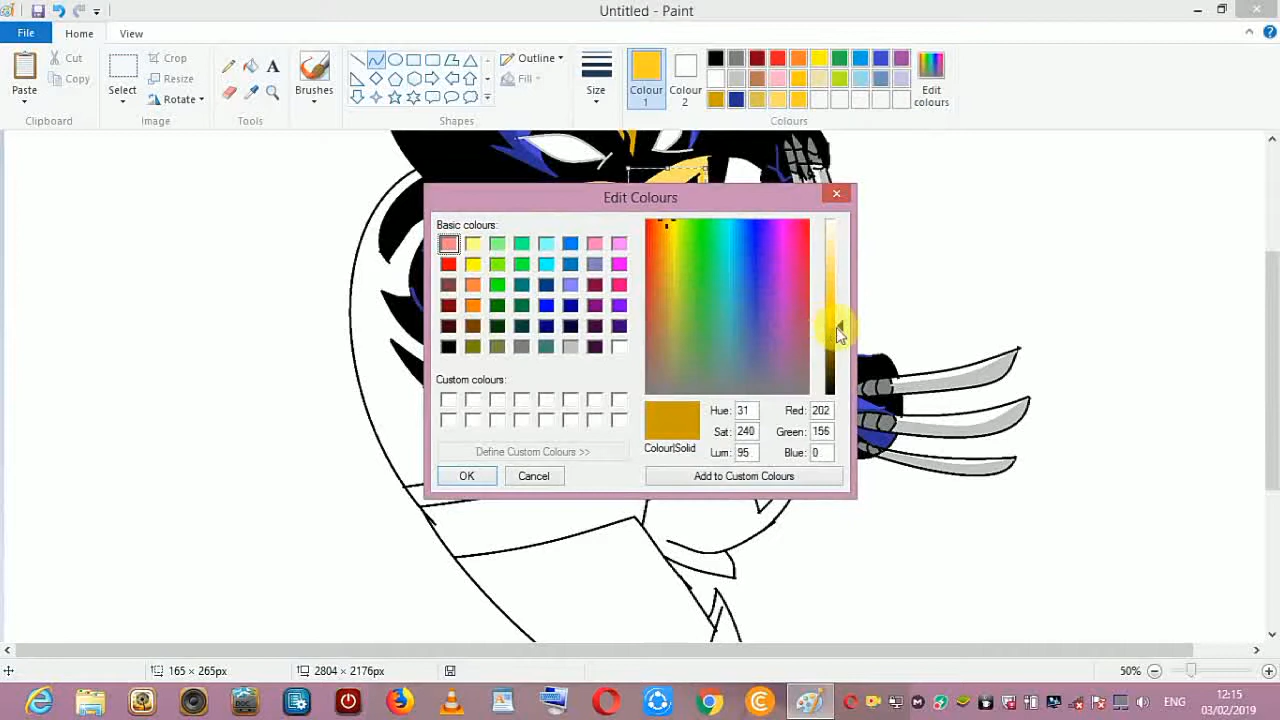 Untitled - Paint
File Home View
Paste
Cut
Copy
Clipboard
Select
Crop
Resize
Rotate
Image
A
Tools
Brushes
Outline
Fill
Shapes
Size
Colour 1
Colour 2
Edit colours
Colours
Edit Colours
Basic colours:
Custom colours:
Define Custom Colours >>
OK Cancel
Colour|Solid
Hue: 31 Red: 202
Sat: 240 Green: 156
Lum: 95 Blue: 0
Add to Custom Colours
165 × 265px 2804 × 2176px 50%
DOC
ENG
12:15
03/02/2019